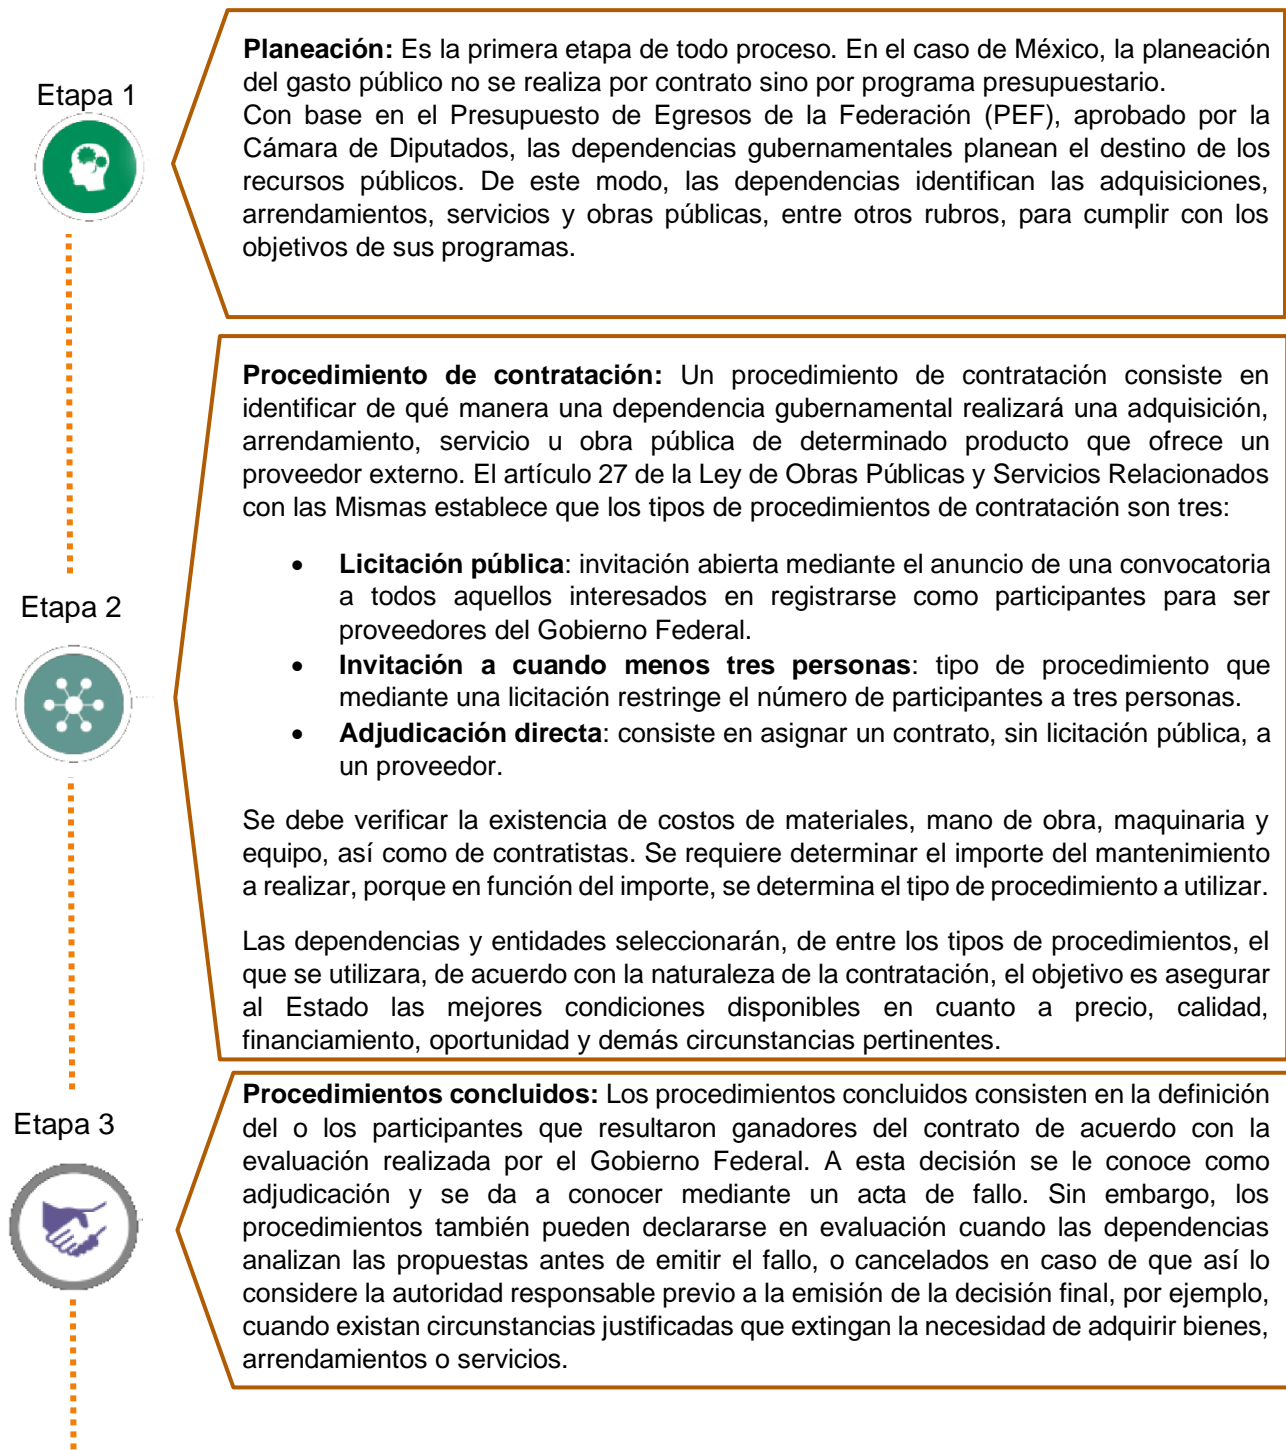 Etapa 1
Planeación: Es la primera etapa de todo proceso. En el caso de México, la planeación
del gasto público no se realiza por contrato sino por programa presupuestario.
Con base en el Presupuesto de Egresos de la Federación (PEF), aprobado por la
Cámara de Diputados, las dependencias gubernamentales planean el destino de los
recursos públicos. De este modo, las dependencias identifican las adquisiciones,
arrendamientos, servicios y obras públicas, entre otros rubros, para cumplir con los
objetivos de sus programas.
Etapa 2
Procedimiento de contratación: Un procedimiento de contratación consiste en
identificar de qué manera una dependencia gubernamental realizará una adquisición,
arrendamiento, servicio u obra pública de determinado producto que ofrece un
proveedor externo. El artículo 27 de la Ley de Obras Públicas y Servicios Relacionados
con las Mismas establece que los tipos de procedimientos de contratación son tres:
• Licitación pública: invitación abierta mediante el anuncio de una convocatoria
a todos aquellos interesados en registrarse como participantes para ser
proveedores del Gobierno Federal.
• Invitación a cuando menos tres personas: tipo de procedimiento que
mediante una licitación restringe el número de participantes a tres personas.
• Adjudicación directa: consiste en asignar un contrato, sin licitación pública, a
un proveedor.
Se debe verificar la existencia de costos de materiales, mano de obra, maquinaria y
equipo, así como de contratistas. Se requiere determinar el importe del mantenimiento
a realizar, porque en función del importe, se determina el tipo de procedimiento a utilizar.
Las dependencias y entidades seleccionarán, de entre los tipos de procedimientos, el
que se utilizara, de acuerdo con la naturaleza de la contratación, el objetivo es asegurar
al Estado las mejores condiciones disponibles en cuanto a precio, calidad,
financiamiento, oportunidad y demás circunstancias pertinentes.
Etapa 3
Procedimientos concluidos: Los procedimientos concluidos consisten en la definición
del o los participantes que resultaron ganadores del contrato de acuerdo con la
evaluación realizada por el Gobierno Federal. A esta decisión se le conoce como
adjudicación y se da a conocer mediante un acta de fallo. Sin embargo, los
procedimientos también pueden declararse en evaluación cuando las dependencias
analizan las propuestas antes de emitir el fallo, o cancelados en caso de que así lo
considere la autoridad responsable previo a la emisión de la decisión final, por ejemplo,
cuando existan circunstancias justificadas que extingan la necesidad de adquirir bienes,
arrendamientos o servicios.